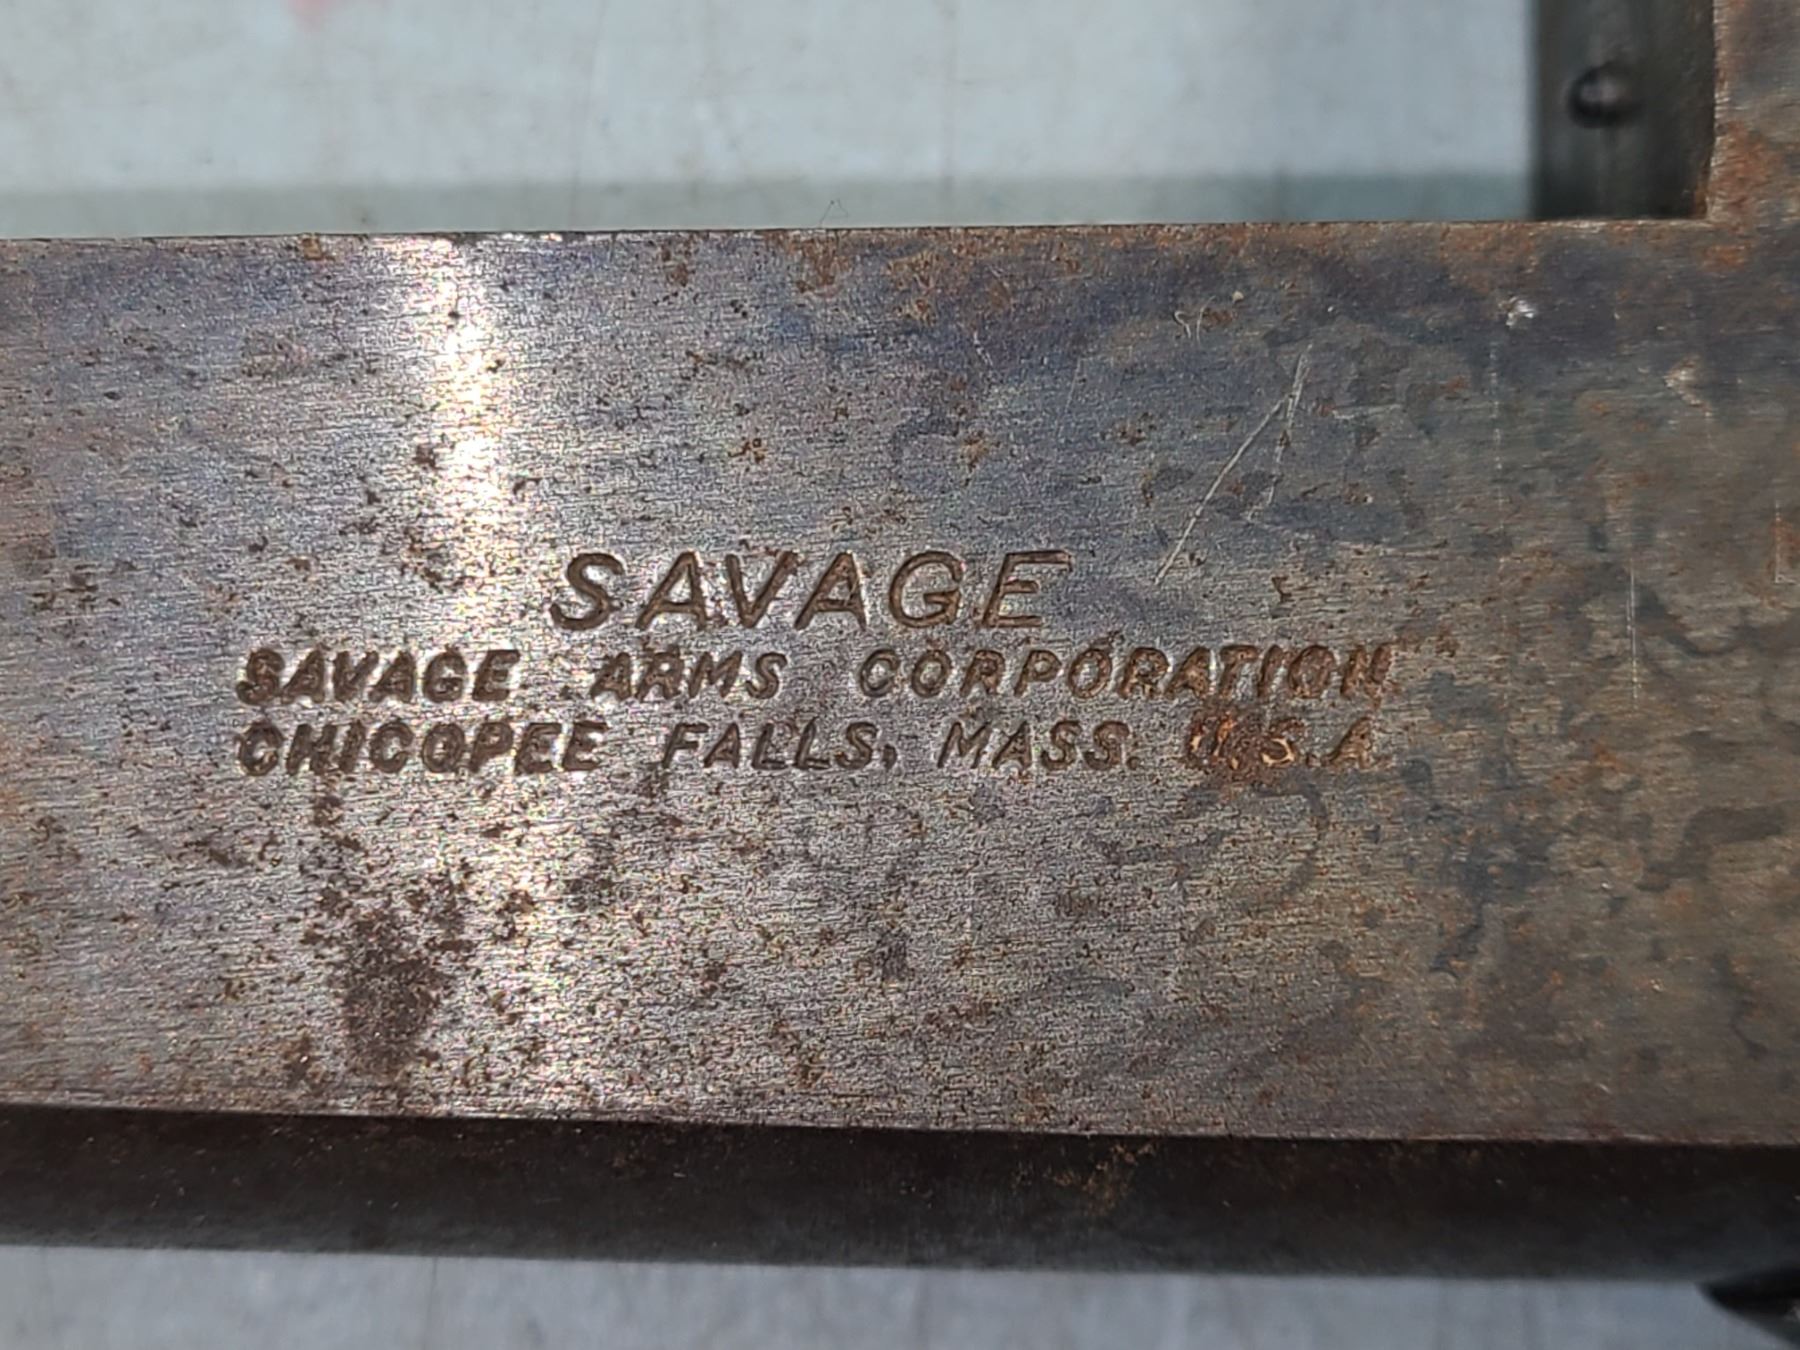 SAVAGE
SAVAGE ARMS CORPORATION
CHICOPEE FALLS, MASS. U.S.A.